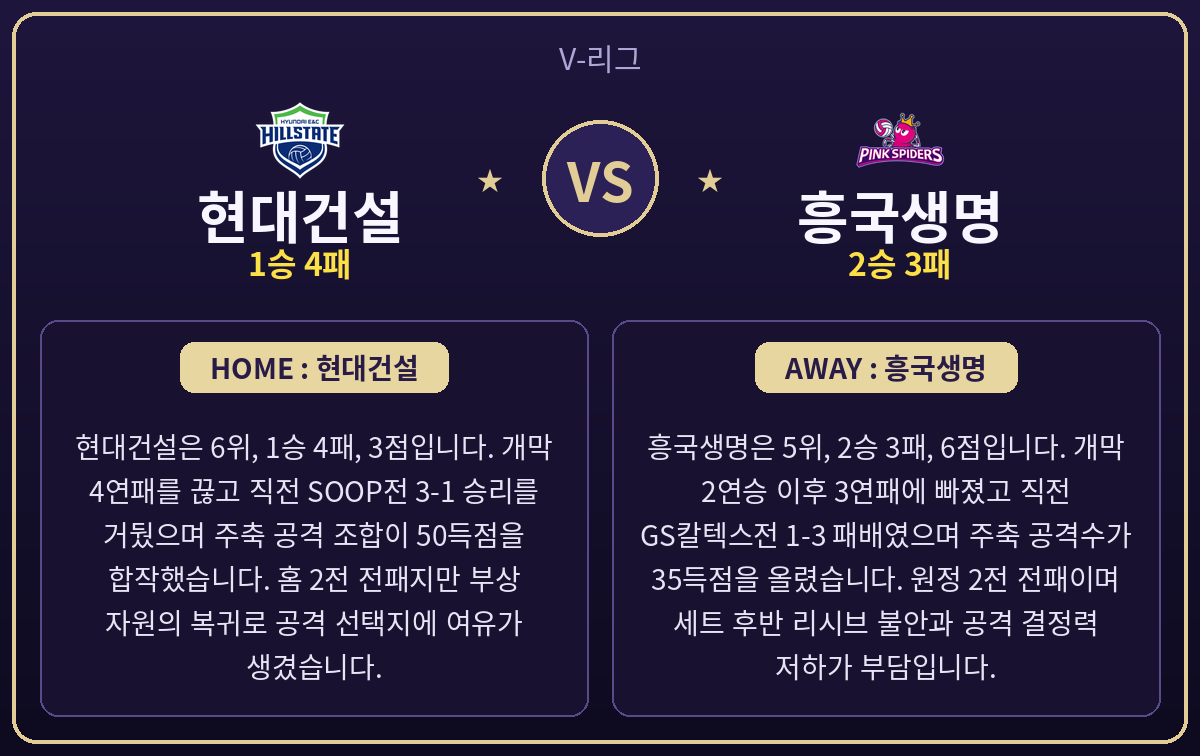 V-리그
HYUNDAI E&C
HILLSTATE
VS
PINK SPIDERS
현대건설
흥국생명
1승 4패
2승 3패
HOME : 현대건설
현대건설은 6위, 1승 4패, 3점입니다. 개막
4연패를 끊고 직전 SOOP전 3-1 승리를
거뒀으며 주축 공격 조합이 50득점을
합작했습니다. 홈 2전 전패지만 부상
자원의 복귀로 공격 선택지에 여유가
생겼습니다.
AWAY : 흥국생명
흥국생명은 5위, 2승 3패, 6점입니다. 개막
2연승 이후 3연패에 빠졌고 직전
GS칼텍스전 1-3 패배였으며 주축 공격수가
35득점을 올렸습니다. 원정 2전 전패이며
세트 후반 리시브 불안과 공격 결정력
저하가 부담입니다.